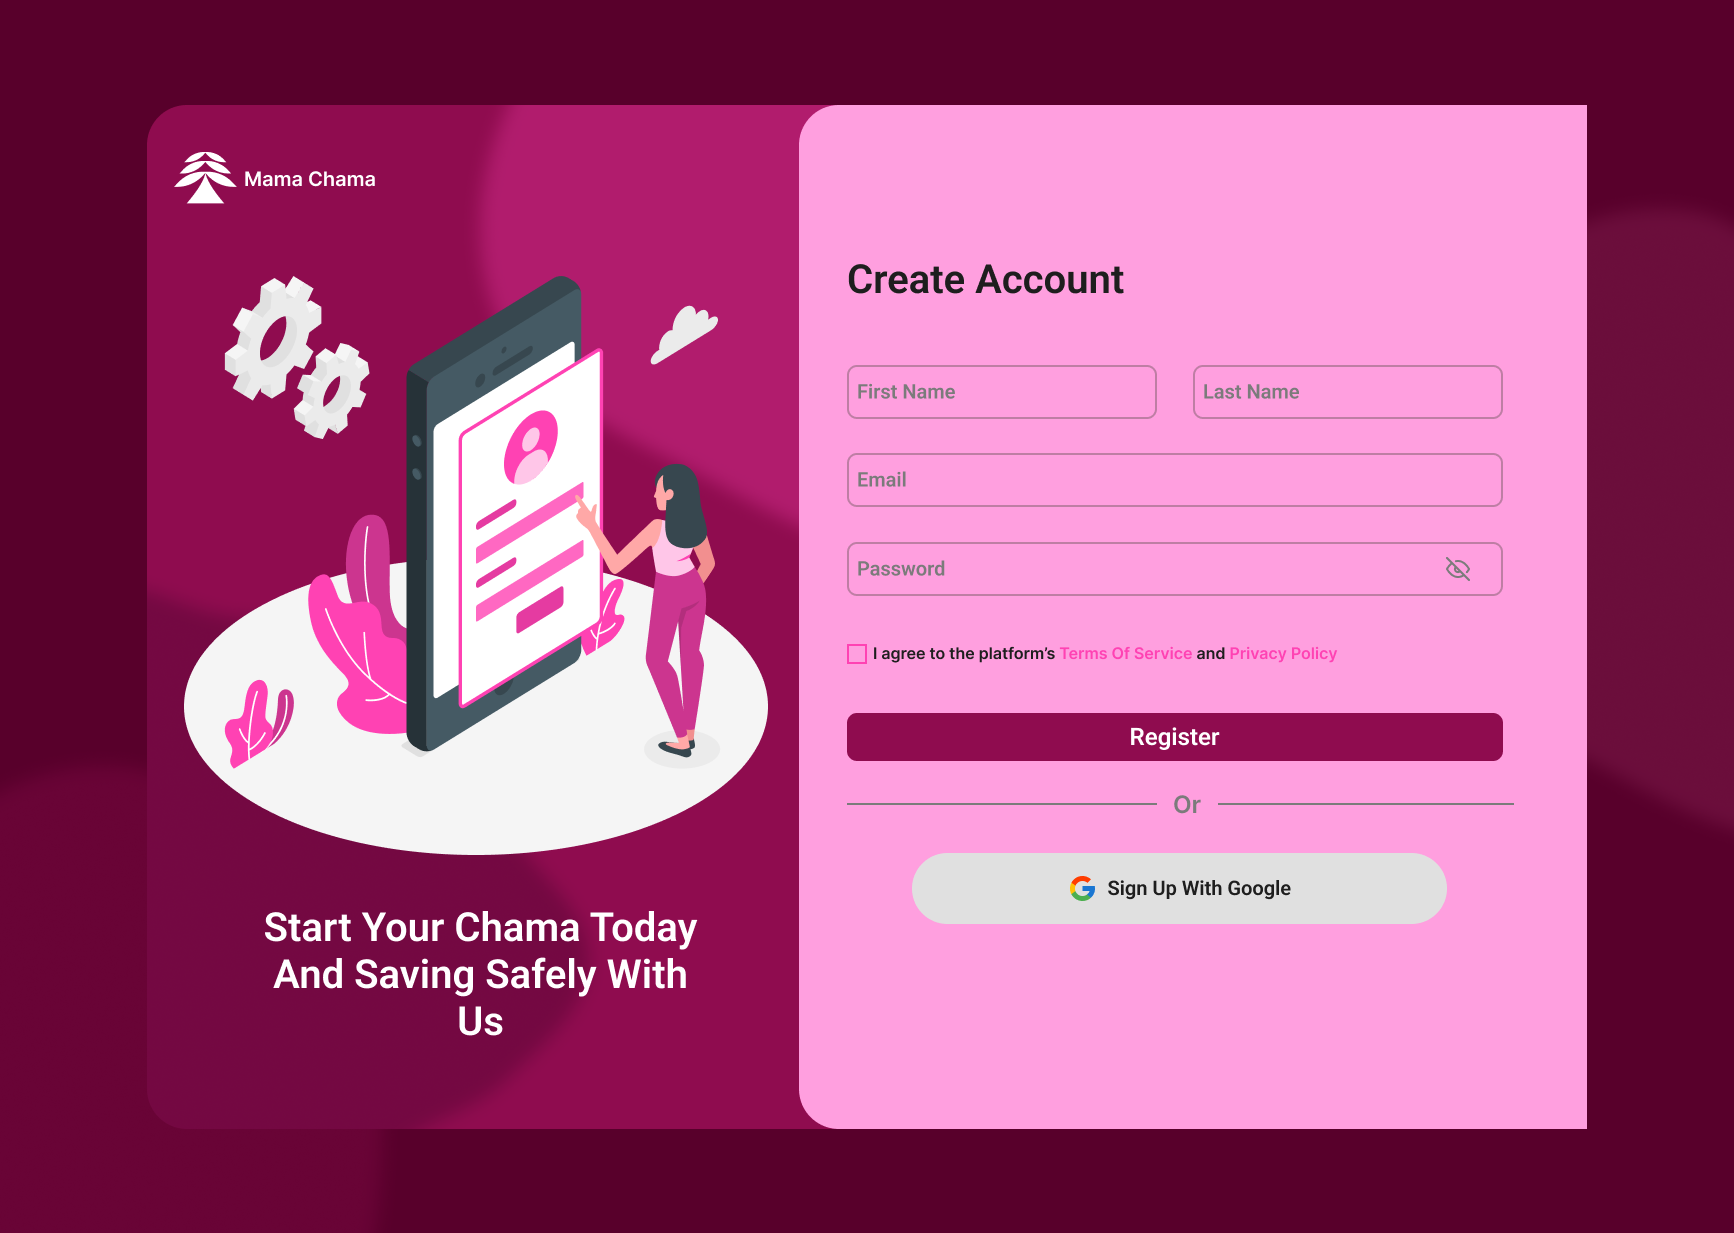 Mama Chama
Start Your Chama Today
And Saving Safely With
Us
Create Account
First Name
Last Name
Email
Password
I agree to the platform’s Terms Of Service and Privacy Policy
Register
Or
Sign Up With Google